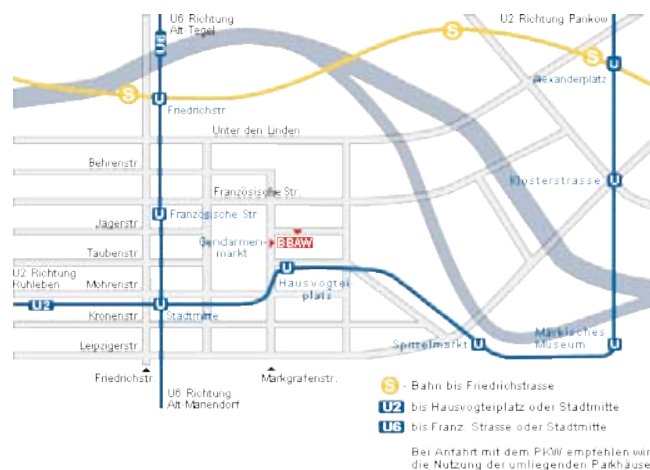 U6 Richtung
Alt-Tegel
U2 Richtung Pankow
U6
S
S
U
Alexanderplatz
S
U
Friedrichstr.
Unter den Linden
Behrenstr.
Französische Str.
Klosterstrasse
U
Jägerstr.
U
Französische Str.
Taubenstr.
Gendarmen-
markt
BBAW
U2 Richtung
Ruhleben
Mohrenstr.
U
Hausvogtei-
platz
U2
U
Kronenstr.
Stadtmitte
Leipzigerstr.
Spittelmarkt
U
Märkisches
Museum
U
Friedrichstr.
Markgrafenstr.
U6 Richtung
Alt-Mariendorf
S - Bahn bis Friedrichstrasse
U2 bis Hausvogteiplatz oder Stadtmitte
U6 bis Franz. Strasse oder Stadtmitte
Bei Anfahrt mit dem PKW empfehlen wir
die Nutzung der umliegenden Parkhäuse